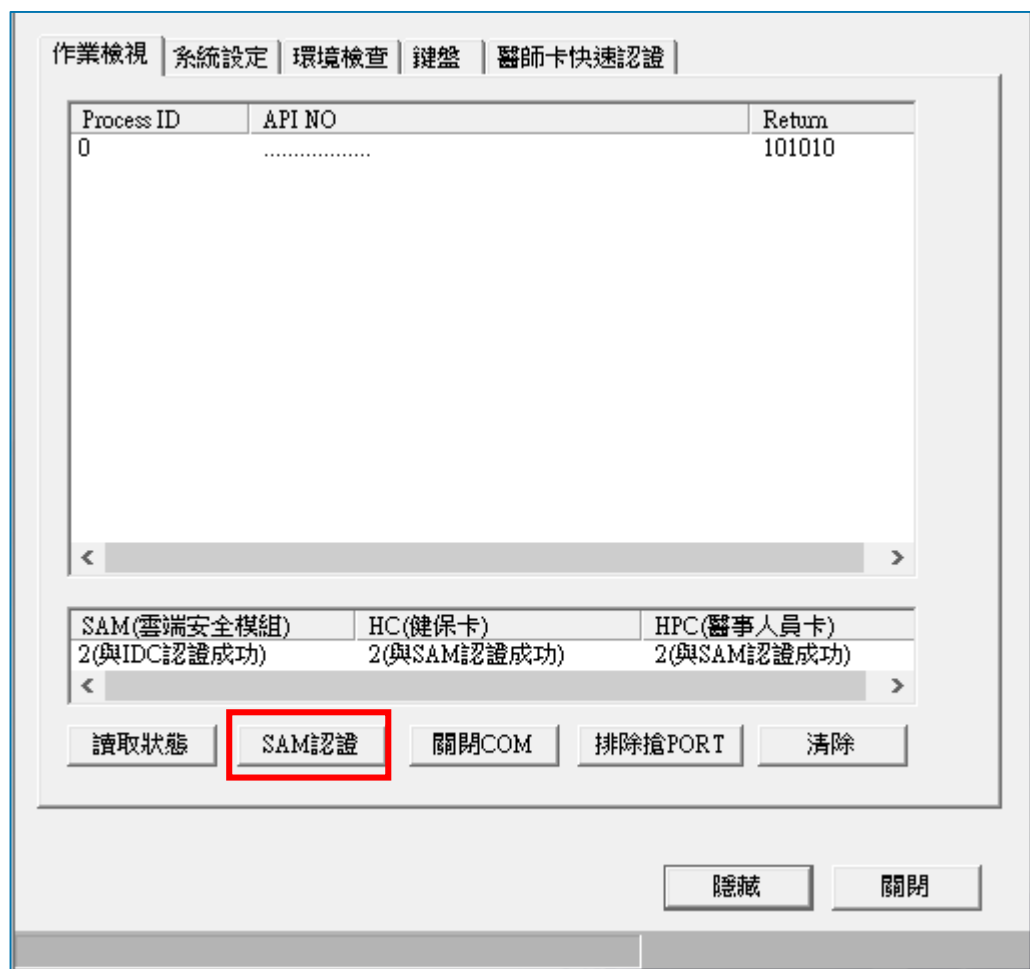 作業檢視 系統設定 環境檢查 鍵盤 醫師卡快速認證
Process ID API NO Return
0 .................. 101010
SAM(雲端安全模組) HC(健保卡) HPC(醫事人員卡)
2(與IDC認證成功) 2(與SAM認證成功) 2(與SAM認證成功)
讀取狀態 SAM認證 關閉COM 排除搶PORT 清除
隱藏 關閉